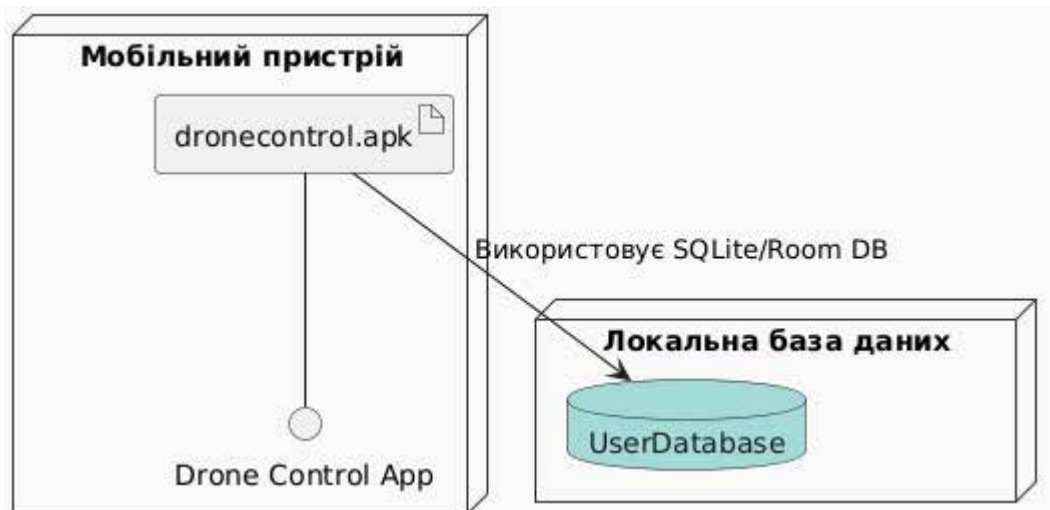 Мобільний пристрій
dronecontrol.apk
Використовує SQLite/Room DB
Локальна база даних
UserDatabase
Drone Control App